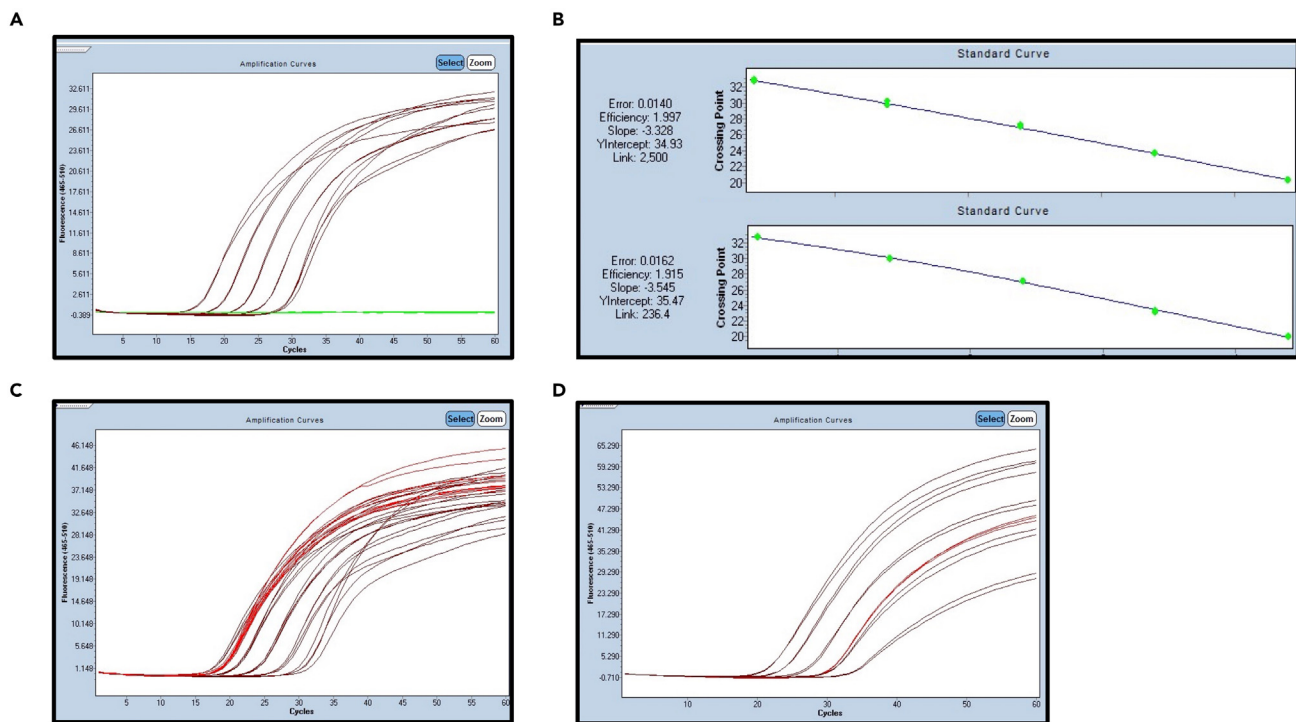 A
Amplification Curves
Select
Zoom
Fluorescence (465-510)
32.611
29.611
26.611
23.611
20.611
17.611
14.611
11.611
8.611
5.611
2.611
-0.389
5
10
15
20
25
30
35
40
45
50
55
60
Cycles
B
Standard Curve
Error: 0.0140
Efficiency: 1.997
Slope: -3.328
YIntercept: 34.93
Link: 2,500
Crossing Point
32
30
28
26
24
22
20
Standard Curve
Error: 0.0162
Efficiency: 1.915
Slope: -3.545
YIntercept: 35.47
Link: 236.4
Crossing Point
32
30
28
26
24
22
20
C
Amplification Curves
Select
Zoom
Fluorescence (465-510)
46.148
41.648
37.148
32.648
28.148
23.648
19.148
14.148
10.148
5.648
1.148
5
10
15
20
25
30
35
40
45
50
55
60
Cycles
D
Amplification Curves
Select
Zoom
Fluorescence (465-510)
65.290
59.290
53.290
47.290
41.290
35.290
29.290
23.290
17.290
11.290
5.290
-0.710
10
20
30
40
50
60
Cycles